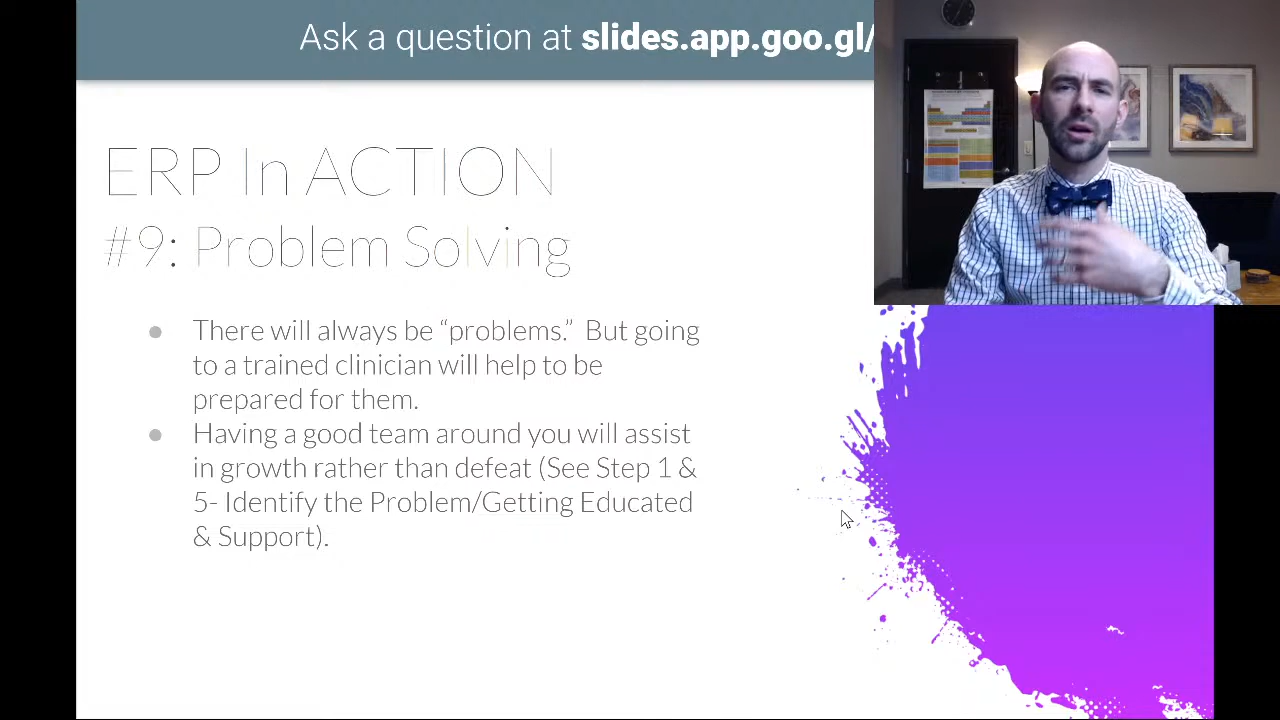 Ask a question at slides.app.goo.gl/
ERP In ACTION
#9: Problem Solving
There will always be “problems.”  But going
to a trained clinician will help to be
prepared for them.
Having a good team around you will assist
in growth rather than defeat (See Step 1 &
5- Identify the Problem/Getting Educated
& Support).